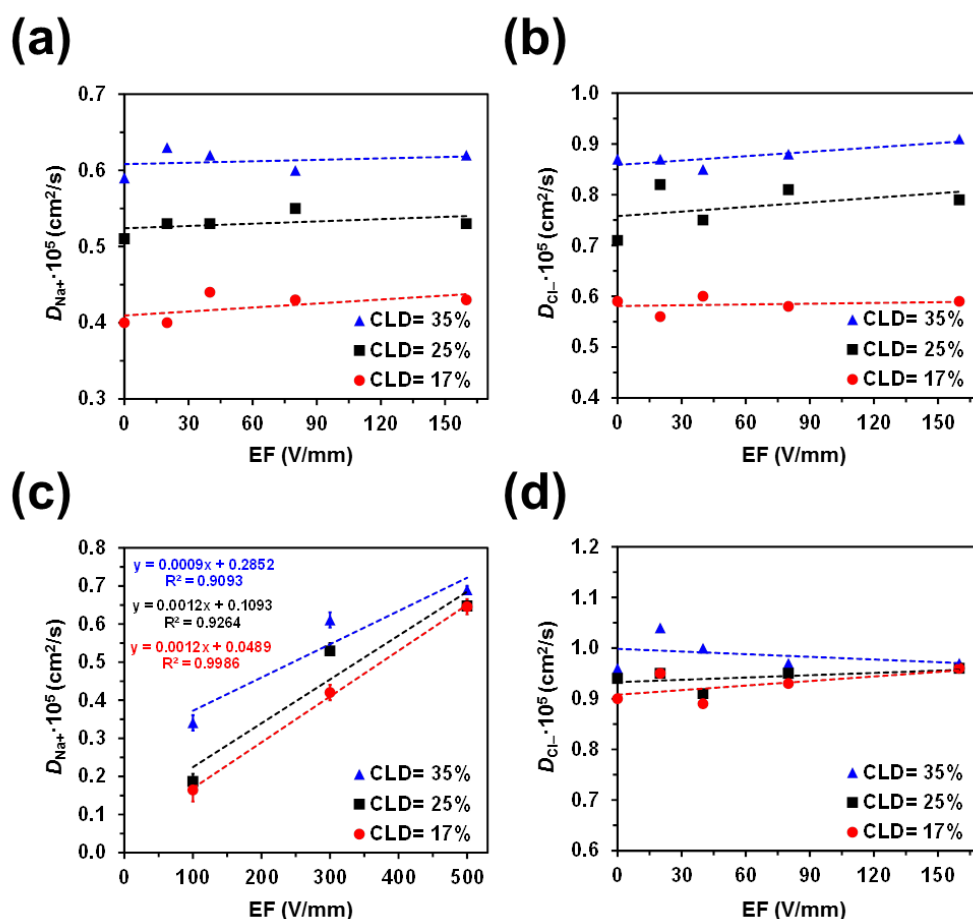 (a)
0.7
0.6
0.5
0.4
0.3
D_Na+·10⁵ (cm²/s)
CLD= 35%
CLD= 25%
CLD= 17%
0 30 60 90 120 150
EF (V/mm)
(b)
1.0
0.9
0.8
0.7
0.6
0.5
0.4
D_Cl–·10⁵ (cm²/s)
CLD= 35%
CLD= 25%
CLD= 17%
0 30 60 90 120 150
EF (V/mm)
(c)
0.8
0.7
0.6
0.5
0.4
0.3
0.2
0.1
0.0
D_Na+·10⁵ (cm²/s)
y = 0.0009x + 0.2852
R² = 0.9093
y = 0.0012x + 0.1093
R² = 0.9264
y = 0.0012x + 0.0489
R² = 0.9986
CLD= 35%
CLD= 25%
CLD= 17%
0 100 200 300 400 500
EF (V/mm)
(d)
1.2
1.1
1.0
0.9
0.8
0.7
0.6
D_Cl–·10⁵ (cm²/s)
CLD= 35%
CLD= 25%
CLD= 17%
0 30 60 90 120 150
EF (V/mm)